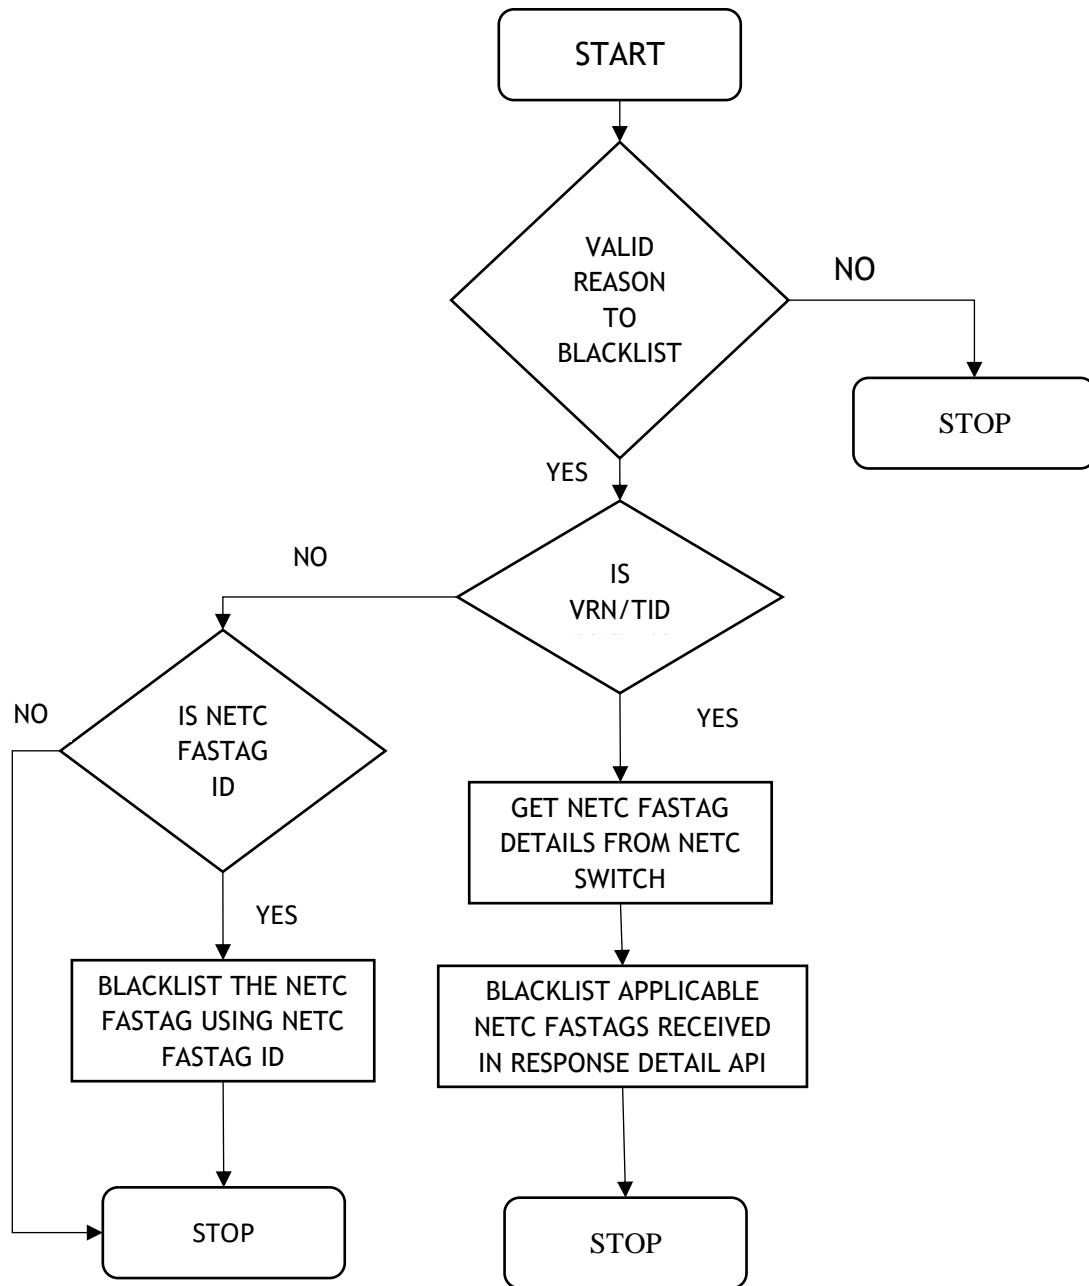 START
VALID
REASON
TO
BLACKLIST
NO
STOP
YES
NO
IS
VRN/TID
NO
IS NETC
FASTAG
ID
YES
GET NETC FASTAG
DETAILS FROM NETC
SWITCH
YES
BLACKLIST THE NETC
FASTAG USING NETC
FASTAG ID
BLACKLIST APPLICABLE
NETC FASTAGS RECEIVED
IN RESPONSE DETAIL API
STOP
STOP